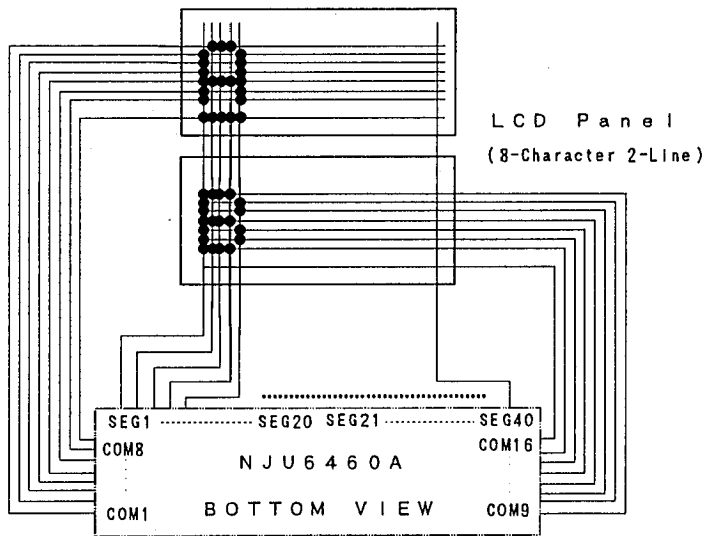 LCD Panel
(8-Character 2-Line)
SEG1 SEG20 SEG21 SEG40
COM8 COM16
NJU6460A
COM1 BOTTOM VIEW COM9